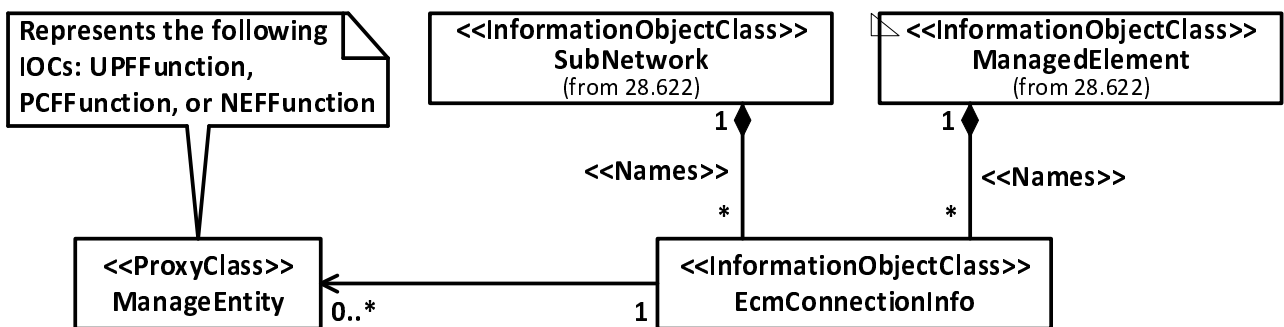 Represents the following
IOCs: UPFFunction,
PCFFunction, or NEFFunction
<<InformationObjectClass>>
SubNetwork
(from 28.622)
<<InformationObjectClass>>
ManagedElement
(from 28.622)
1
1
<<Names>>
<<Names>>
*
*
<<ProxyClass>>
ManageEntity
0..*
1
<<InformationObjectClass>>
EcmConnectionInfo